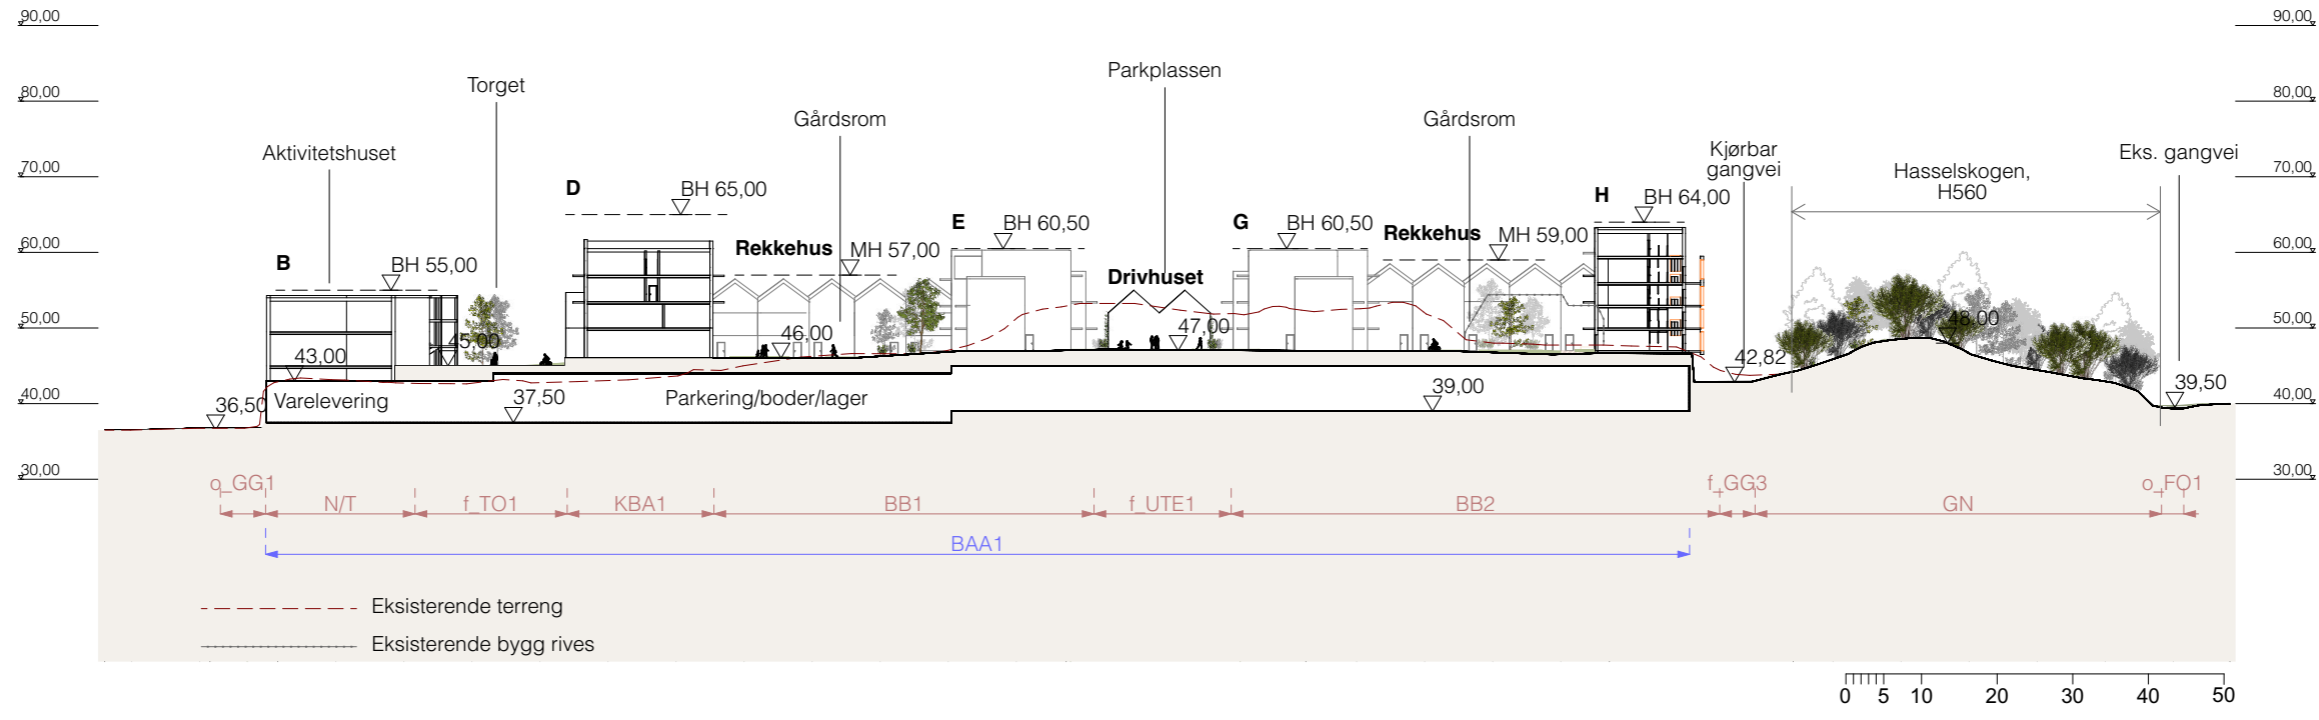 90,00
90,00
Parkplassen
Torget
80,00
80,00
Gårdsrom
Gårdsrom
Aktivitetshuset
Kjørbar
gangvei
Eks. gangvei
70,00
70,00
Hasselskogen,
H560
D
BH 65,00
H
BH 64,00
E
BH 60,50
G
BH 60,50
Rekkehus
MH 57,00
Rekkehus
MH 59,00
60,00
60,00
B
BH 55,00
Drivhuset
50,00
50,00
45,00
46,00
47,00
48.00
43,00
42,82
39,50
40,00
40,00
36,50
Varelevering
37,50
Parkering/boder/lager
39,00
30,00
30,00
o_GG1
N/T
f_TO1
KBA1
BB1
f_UTE1
BB2
f_GG3
GN
o_FO1
BAA1
Eksisterende terreng
Eksisterende bygg rives
0 5 10 20 30 40 50